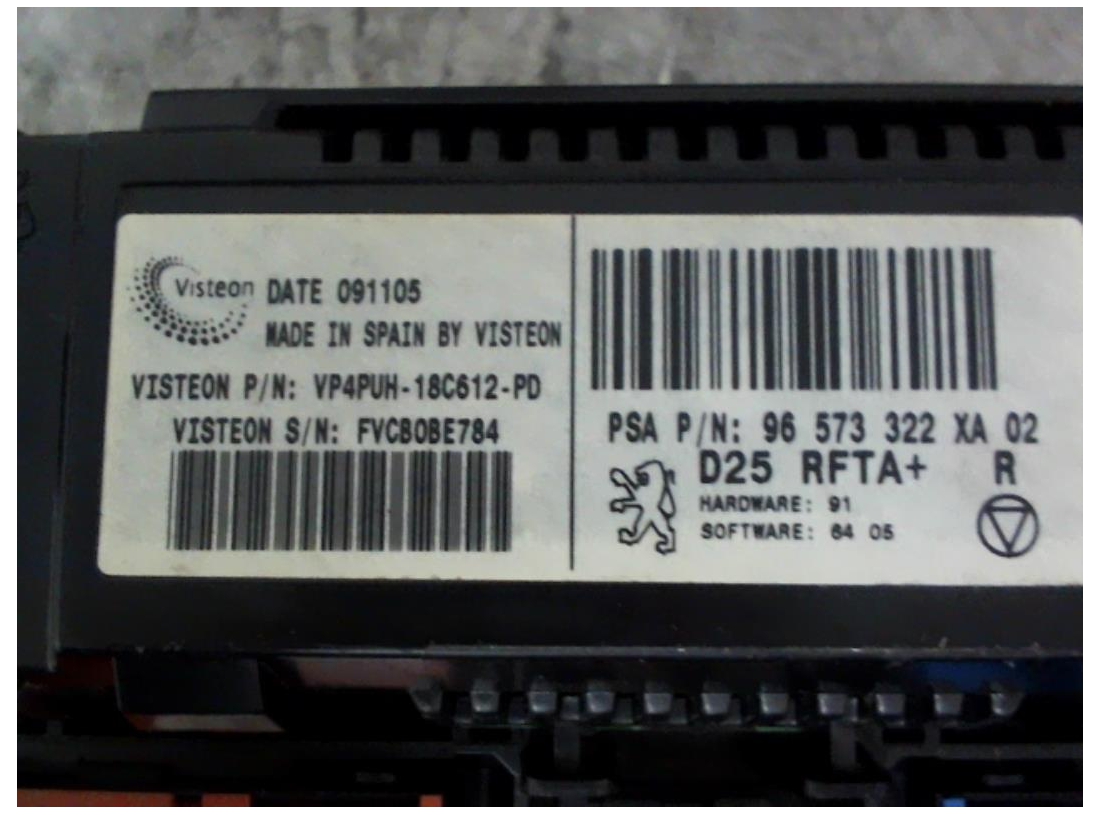 Visteon DATE 091105
MADE IN SPAIN BY VISTEON
VISTEON P/N: VP4PUH-18C612-PD
VISTEON S/N: FVCB0BE784
PSA P/N: 96 573 322 XA 02
D25 RFTA+ R
HARDWARE: 91
SOFTWARE: 64 05